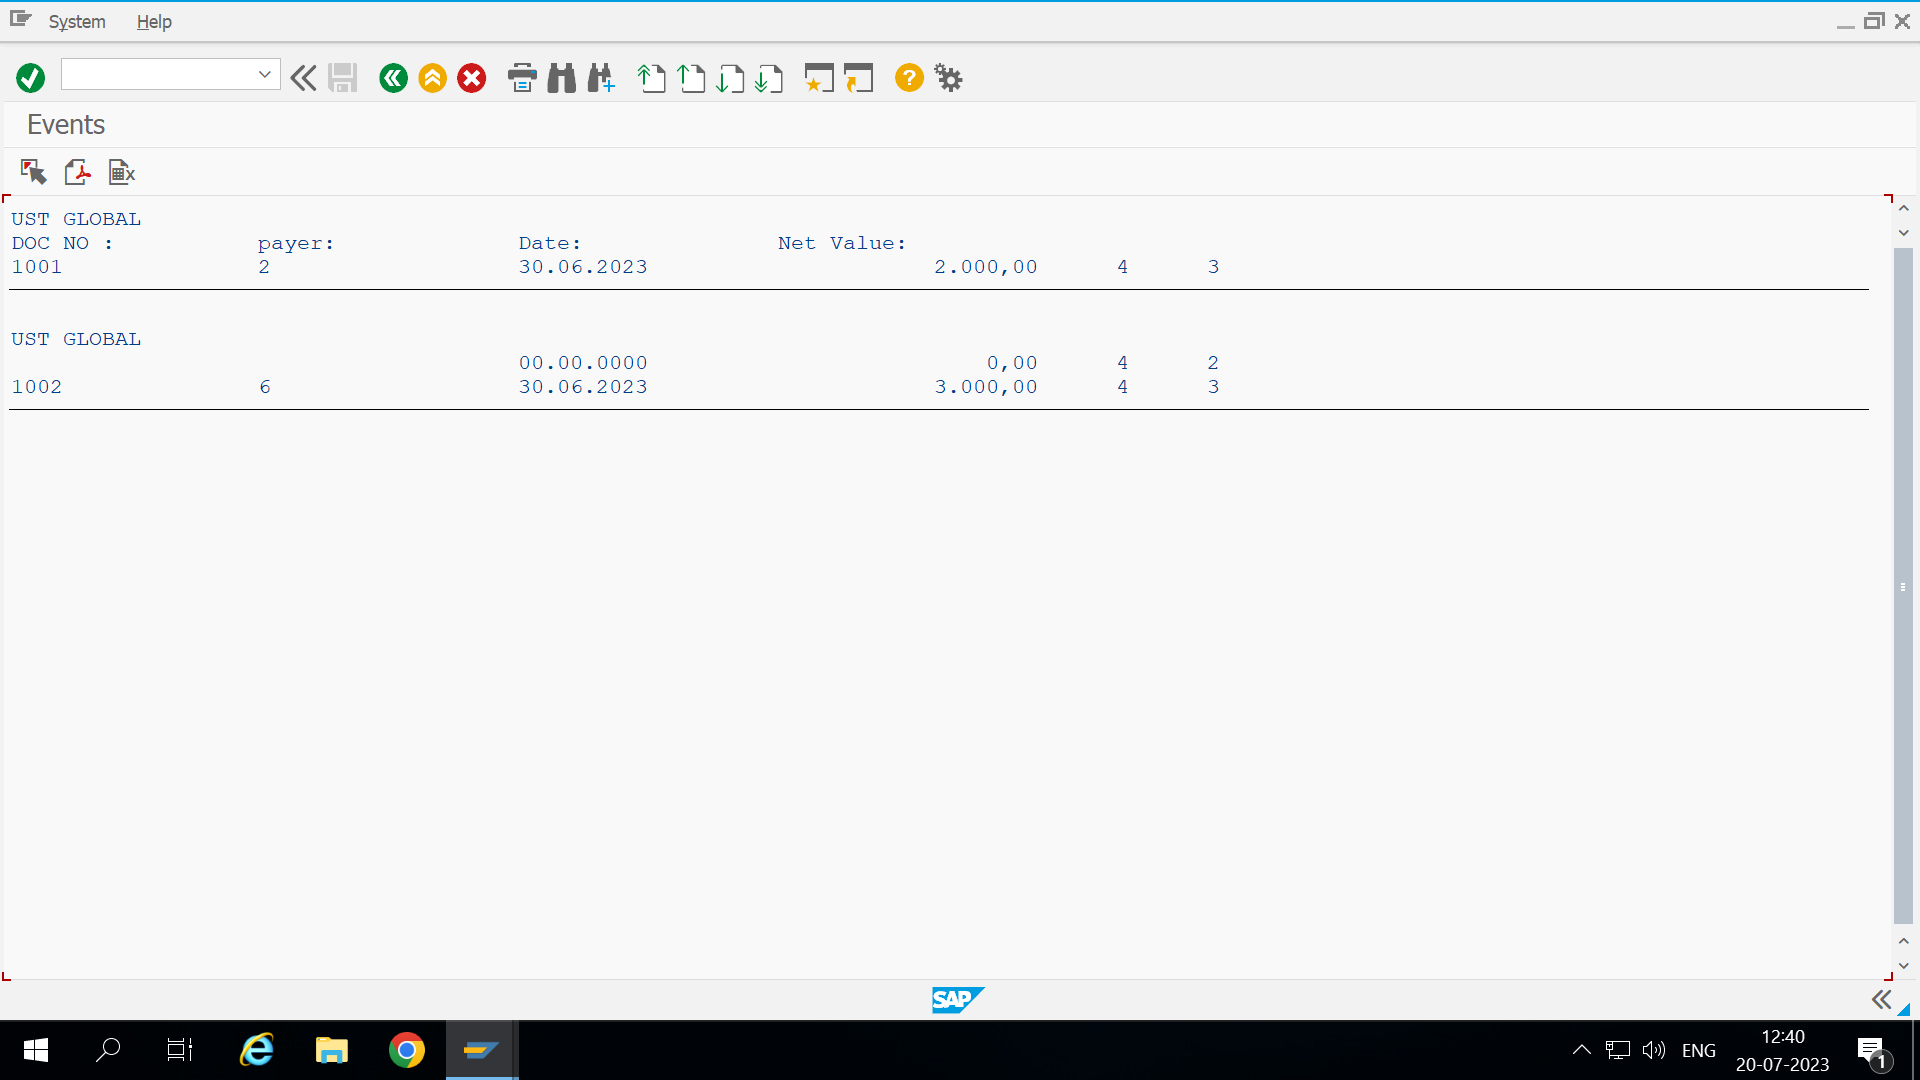 System Help
Events
UST GLOBAL
DOC NO : payer: Date: Net Value:
1001 2 30.06.2023 2.000,00 4 3
UST GLOBAL
00.00.0000 0,00 4 2
1002 6 30.06.2023 3.000,00 4 3
SAP
ENG
12:40
20-07-2023
1